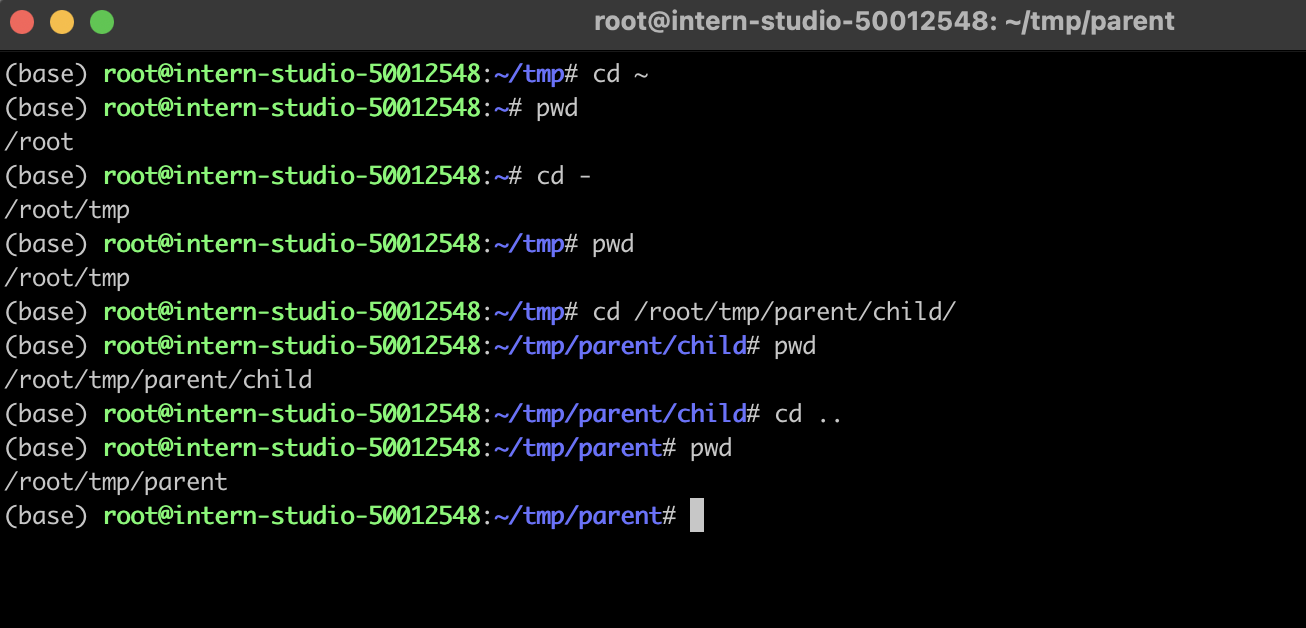 root@intern-studio-50012548: ~/tmp/parent
(base) root@intern-studio-50012548:~/tmp# cd ~
(base) root@intern-studio-50012548:~# pwd
/root
(base) root@intern-studio-50012548:~# cd -
/root/tmp
(base) root@intern-studio-50012548:~/tmp# pwd
/root/tmp
(base) root@intern-studio-50012548:~/tmp# cd /root/tmp/parent/child/
(base) root@intern-studio-50012548:~/tmp/parent/child# pwd
/root/tmp/parent/child
(base) root@intern-studio-50012548:~/tmp/parent/child# cd ..
(base) root@intern-studio-50012548:~/tmp/parent# pwd
/root/tmp/parent
(base) root@intern-studio-50012548:~/tmp/parent#